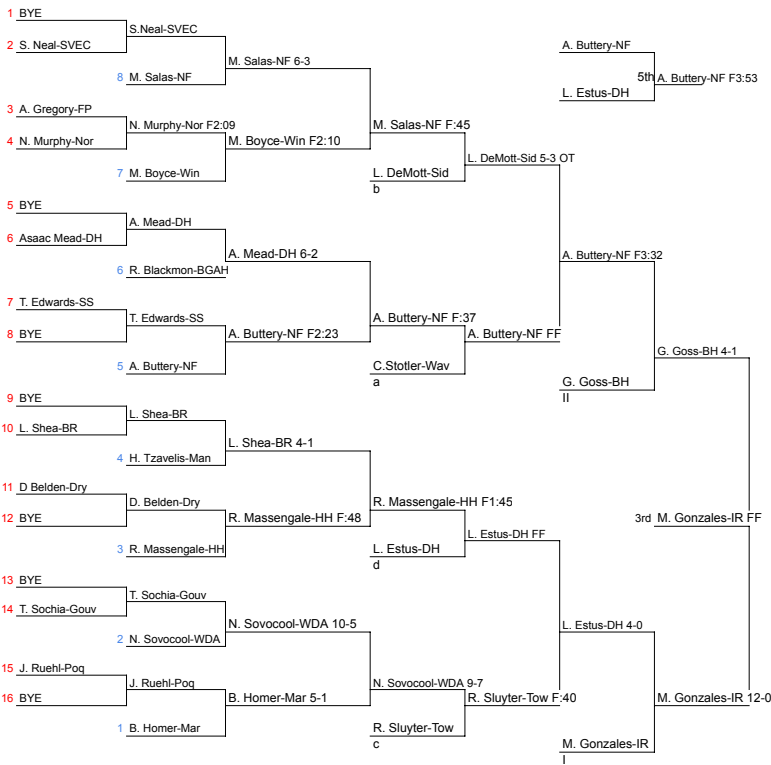 1 BYE
S.Neal-SVEC
2 S. Neal-SVEC
M. Salas-NF 6-3
8 M. Salas-NF
3 A. Gregory-FP
N. Murphy-Nor F2:09
4 N. Murphy-Nor
M. Boyce-Win F2:10
7 M. Boyce-Win
M. Salas-NF F:45
L. DeMott-Sid
b
L. DeMott-Sid 5-3 OT
5 BYE
A. Mead-DH
6 Asaac Mead-DH
A. Mead-DH 6-2
6 R. Blackmon-BGAH
7 T. Edwards-SS
T. Edwards-SS
8 BYE
A. Buttery-NF F2:23
5 A. Buttery-NF
A. Buttery-NF F:37
A. Buttery-NF FF
C.Stotler-Wav
a
A. Buttery-NF F3:32
G. Goss-BH
II
G. Goss-BH 4-1
9 BYE
L. Shea-BR
10 L. Shea-BR
L. Shea-BR 4-1
4 H. Tzavelis-Man
11 D Belden-Dry
D. Belden-Dry
12 BYE
R. Massengale-HH F:48
3 R. Massengale-HH
R. Massengale-HH F1:45
L. Estus-DH
d
L. Estus-DH FF
13 BYE
T. Sochia-Gouv
14 T. Sochia-Gouv
N. Sovocool-WDA 10-5
2 N. Sovocool-WDA
15 J. Ruehl-Poq
J. Ruehl-Poq
16 BYE
B. Homer-Mar 5-1
1 B. Homer-Mar
N. Sovocool-WDA 9-7
R. Sluyter-Tow F:40
R. Sluyter-Tow
c
L. Estus-DH 4-0
M. Gonzales-IR 12-0
M. Gonzales-IR
I
3rd M. Gonzales-IR FF
A. Buttery-NF
5th A. Buttery-NF F3:53
L. Estus-DH